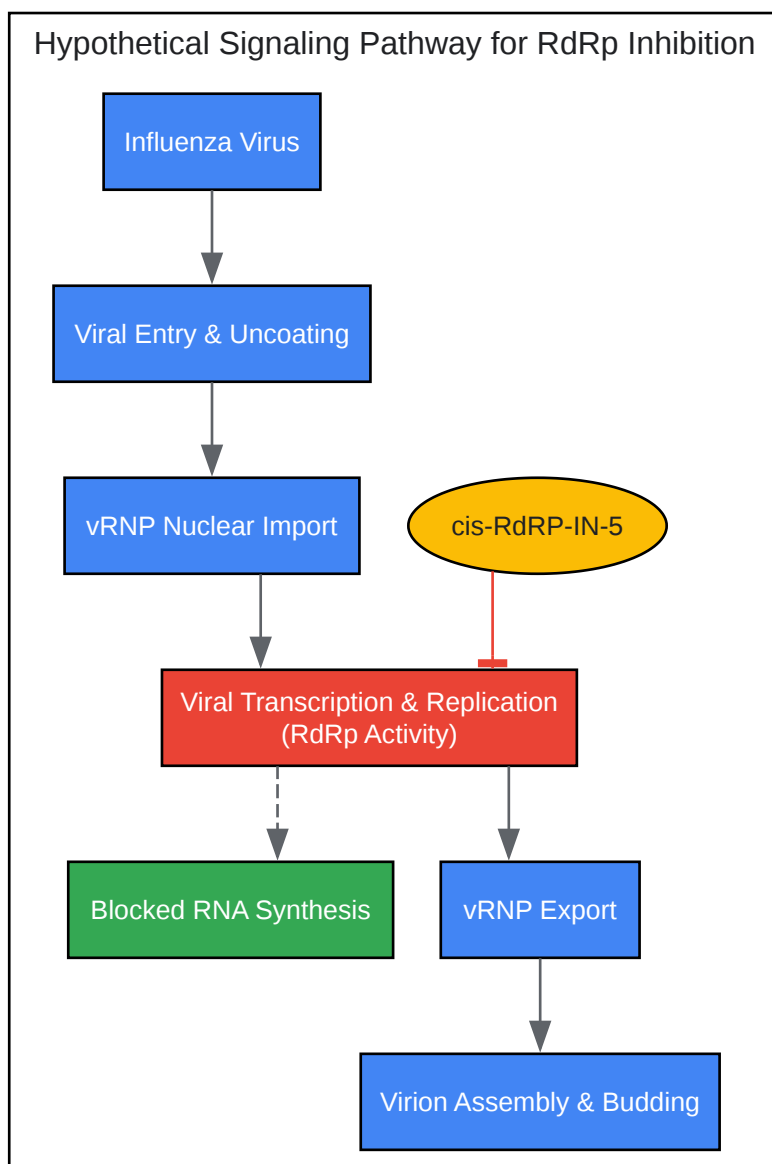 Hypothetical Signaling Pathway for RdRp Inhibition
Influenza Virus
Viral Entry & Uncoating
vRNP Nuclear Import
cis-RdRP-IN-5
Viral Transcription & Replication
(RdRp Activity)
Blocked RNA Synthesis
vRNP Export
Virion Assembly & Budding